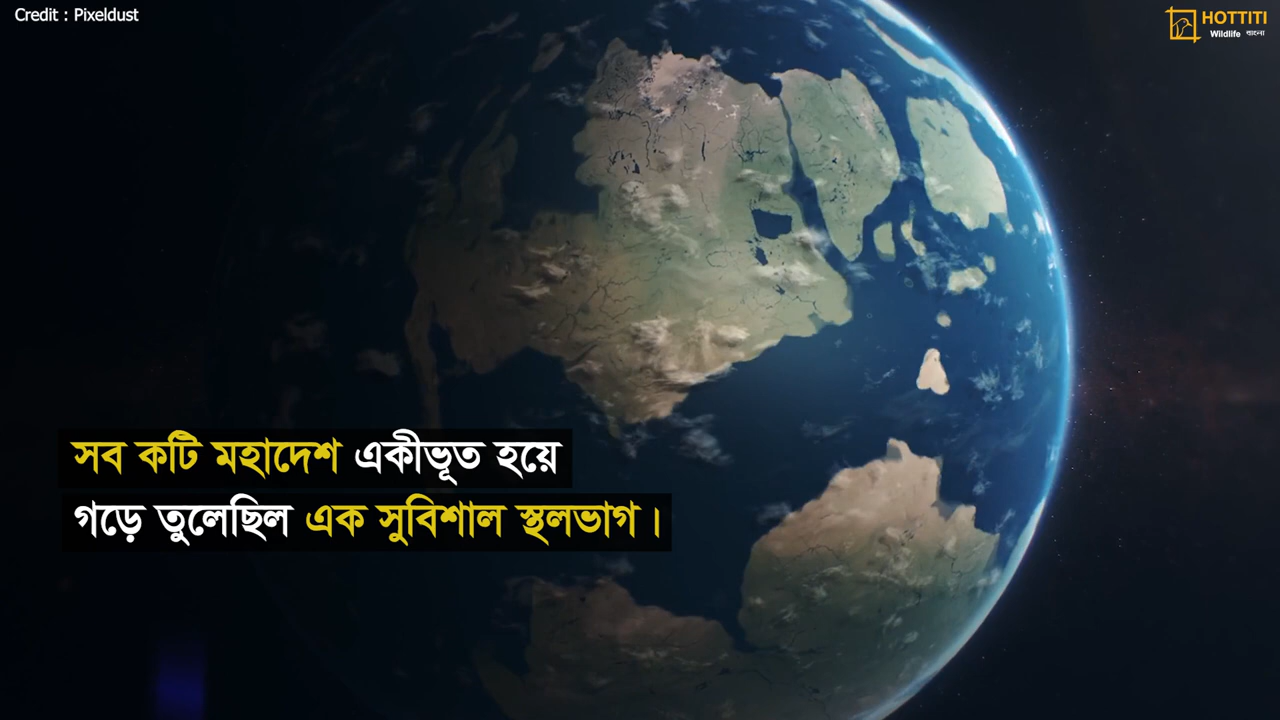 Credit : Pixeldust
HOTTITI
Wildlife বাংলা
সব কটি মহাদেশ একীভূত হয়ে
গড়ে তুলেছিল এক সুবিশাল স্থলভাগ।